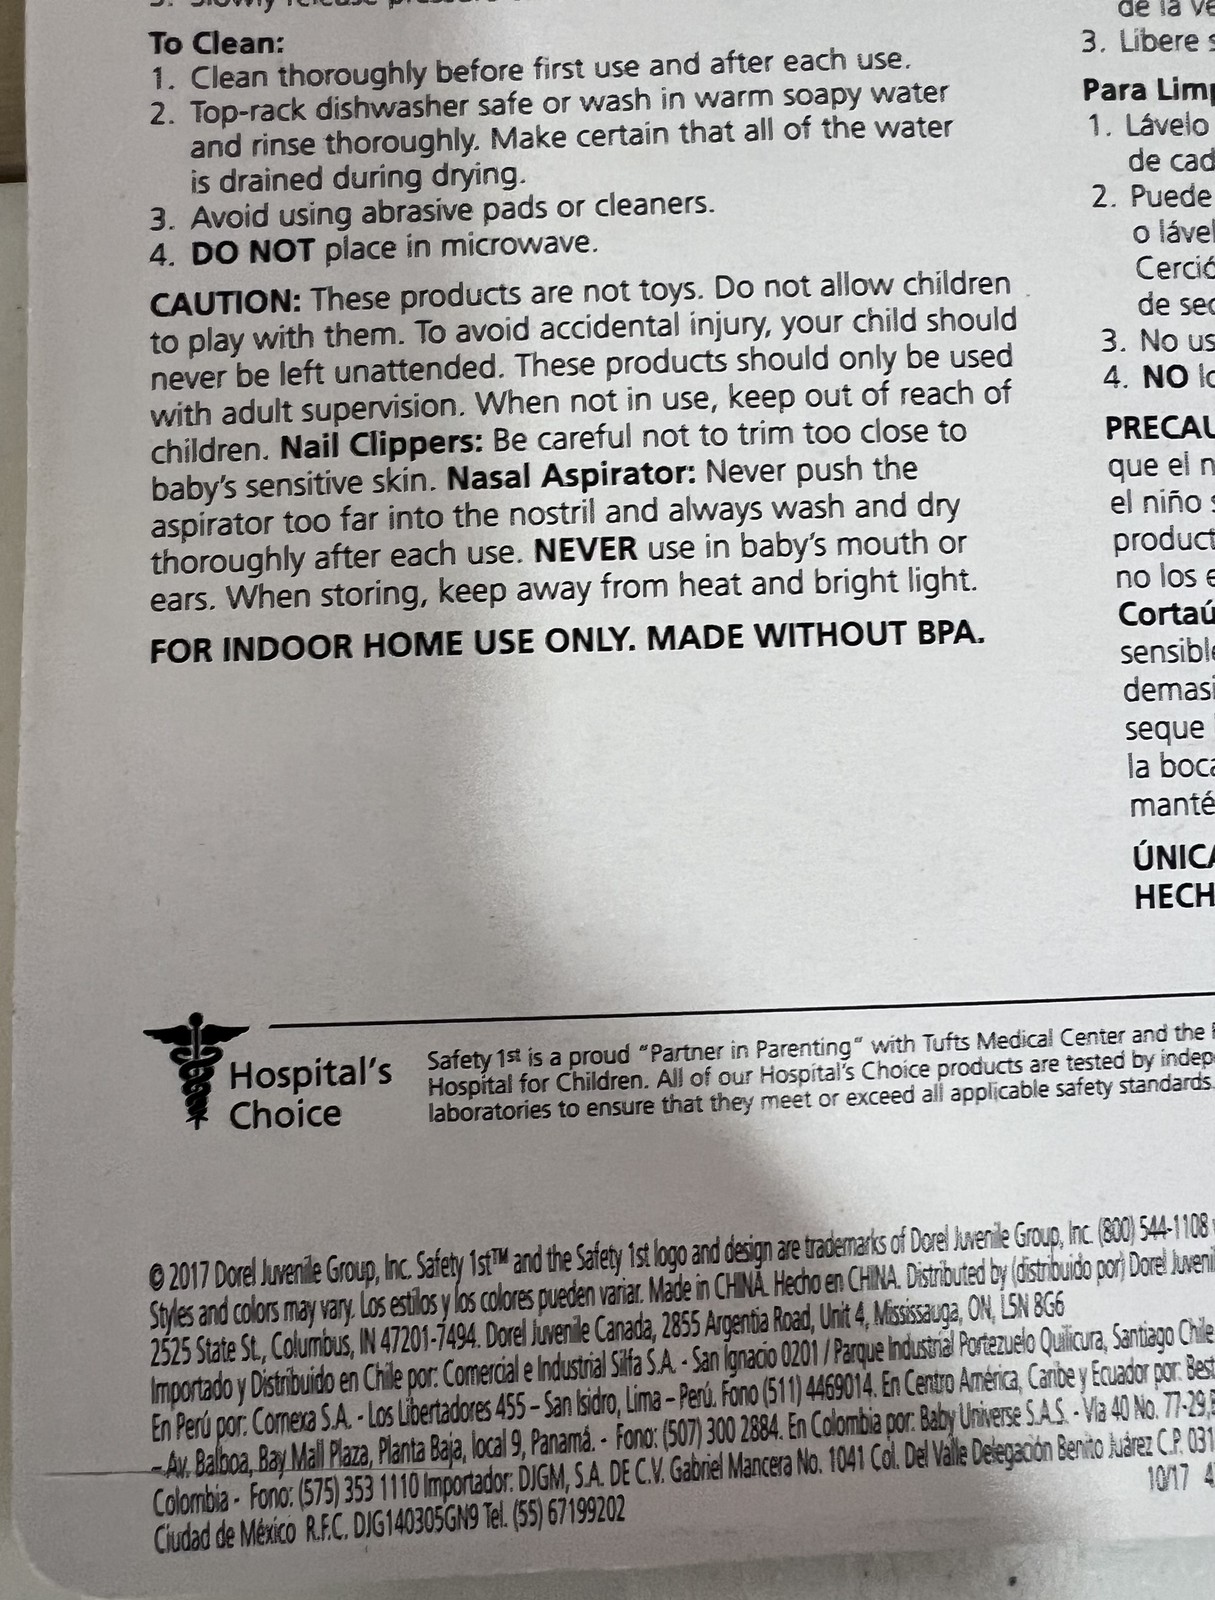 To Clean:
1. Clean thoroughly before first use and after each use.
2. Top-rack dishwasher safe or wash in warm soapy water
and rinse thoroughly. Make certain that all of the water
is drained during drying.
3. Avoid using abrasive pads or cleaners.
4. DO NOT place in microwave.
CAUTION: These products are not toys. Do not allow children
to play with them. To avoid accidental injury, your child should
never be left unattended. These products should only be used
with adult supervision. When not in use, keep out of reach of
children. Nail Clippers: Be careful not to trim too close to
baby's sensitive skin. Nasal Aspirator: Never push the
aspirator too far into the nostril and always wash and dry
thoroughly after each use. NEVER use in baby's mouth or
ears. When storing, keep away from heat and bright light.
FOR INDOOR HOME USE ONLY. MADE WITHOUT BPA.
de la
3. Libere
Para
1. Lávelo
de
2. Puede
o
de
3. No
4. NO
que el
el niño
no los
seque
la
Hospital's
Choice
Safety 1st is a proud "Partner in Parenting" with Tufts Medical Center and the
Hospital for Children. All of our Hospital's Choice products are tested by
laboratories to ensure that they meet or exceed all applicable safety standards.
© 2017 Dorel Juvenile Group, Inc. Safety 1st™ and the Safety 1st logo and design are trademarks of Dorel Juvenile Group, Inc. (800) 544-1108
Styles and colors may vary. Los estilos y los colores pueden variar. Made in CHINA. Hecho en CHINA. Distributed by (distribuido por) Dorel
2525 State St., Columbus, IN 47201-7494. Dorel Juvenile Canada, 2855 Argentia Road, Unit 4, Mississauga, ON, L5N 8G6
Importado y Distribuido en Chile por: Comercial e Industrial Silfa S.A. - San Ignacio 0201 / Parque Industrial Portezuelo Quilicura, Santiago Chile
En Perú por: Comexa S.A. - Los Libertadores 455 – San Isidro, Lima – Perú. Fono (511) 4469014. En Centro América, Caribe y Ecuador por: Best
– Av. Balboa, Bay Mall Plaza, Planta Baja, local 9, Panamá. - Fono: (507) 300 2884. En Colombia por: Baby Universe S.A.S. - Vía 40 No. 77-29,
Colombia - Fono: (575) 353 1110 Importador: DJGM, S.A. DE C.V. Gabriel Mancera No. 1041 Col. Del Valle Delegación Benito Juárez C.P.
Ciudad de México R.F.C. DJG140305GN9 Tel. (55) 67199202
10/17